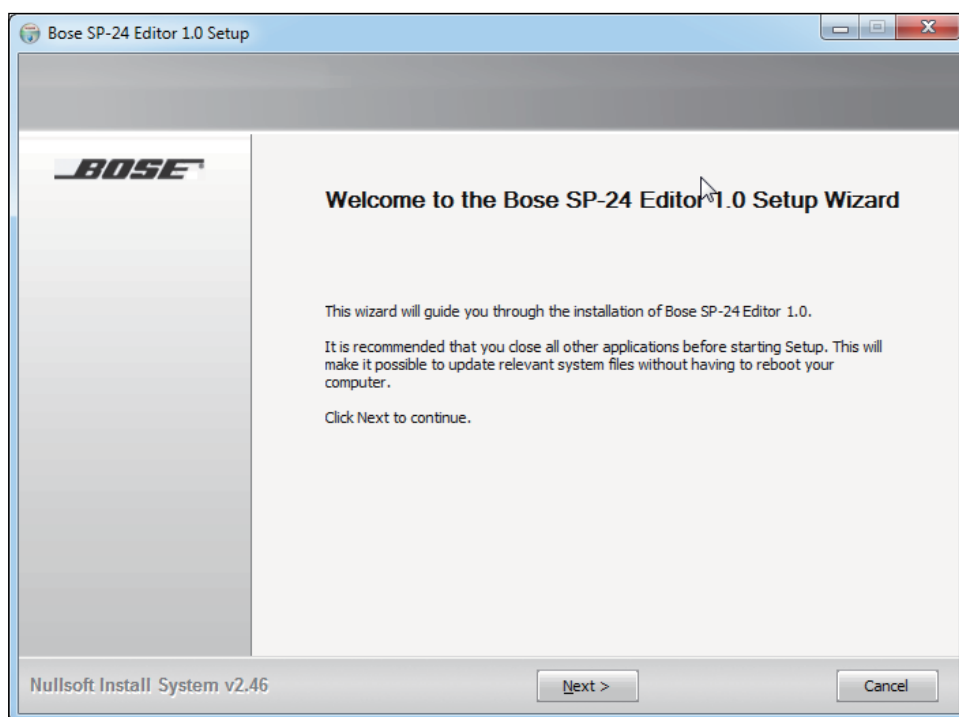 Bose SP-24 Editor 1.0 Setup
BOSE
Welcome to the Bose SP-24 Editor 1.0 Setup Wizard
This wizard will guide you through the installation of Bose SP-24 Editor 1.0.
It is recommended that you close all other applications before starting Setup. This will
make it possible to update relevant system files without having to reboot your
computer.
Click Next to continue.
Nullsoft Install System v2.46
Next >
Cancel